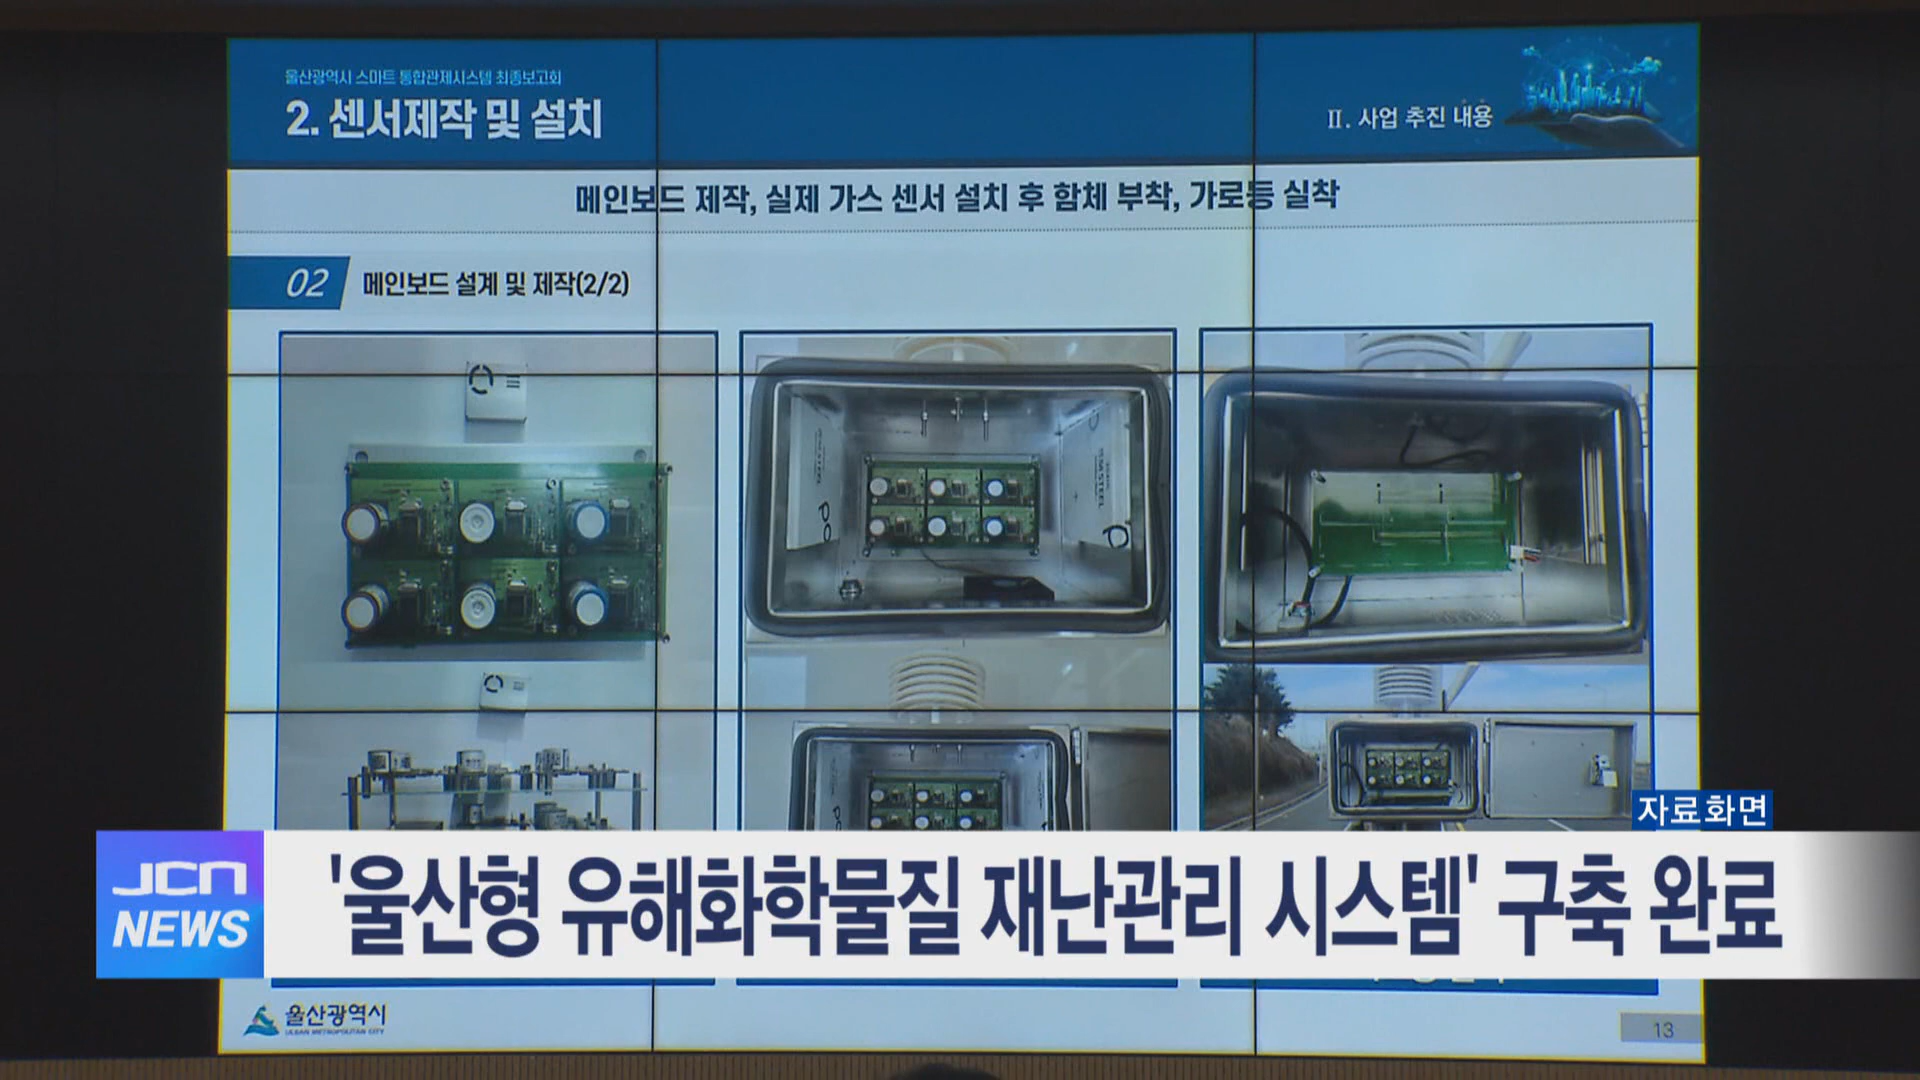 울산광역시 스마트 통합관제시스템 최종보고회
2. 센서제작 및 설치
Ⅱ. 사업 추진 내용
메인보드 제작, 실제 가스 센서 설치 후 함체 부착, 가로등 실착
02 메인보드 설계 및 제작(2/2)
자료화면
JCN
NEWS
'울산형 유해화학물질 재난관리 시스템' 구축 완료
울산광역시
ULSAN METROPOLITAN CITY
13